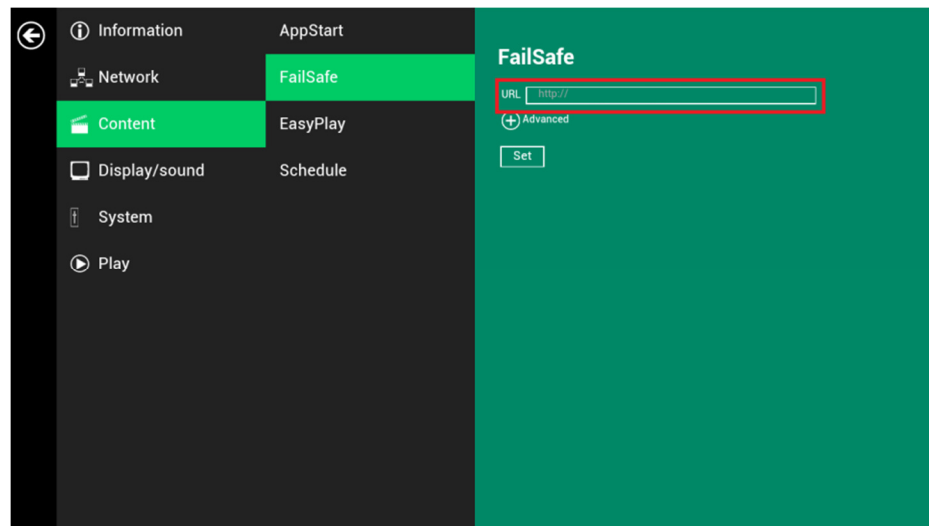 Information
Network
Content
Display/sound
System
Play
AppStart
FailSafe
EasyPlay
Schedule
FailSafe
URL http://
Advanced
Set